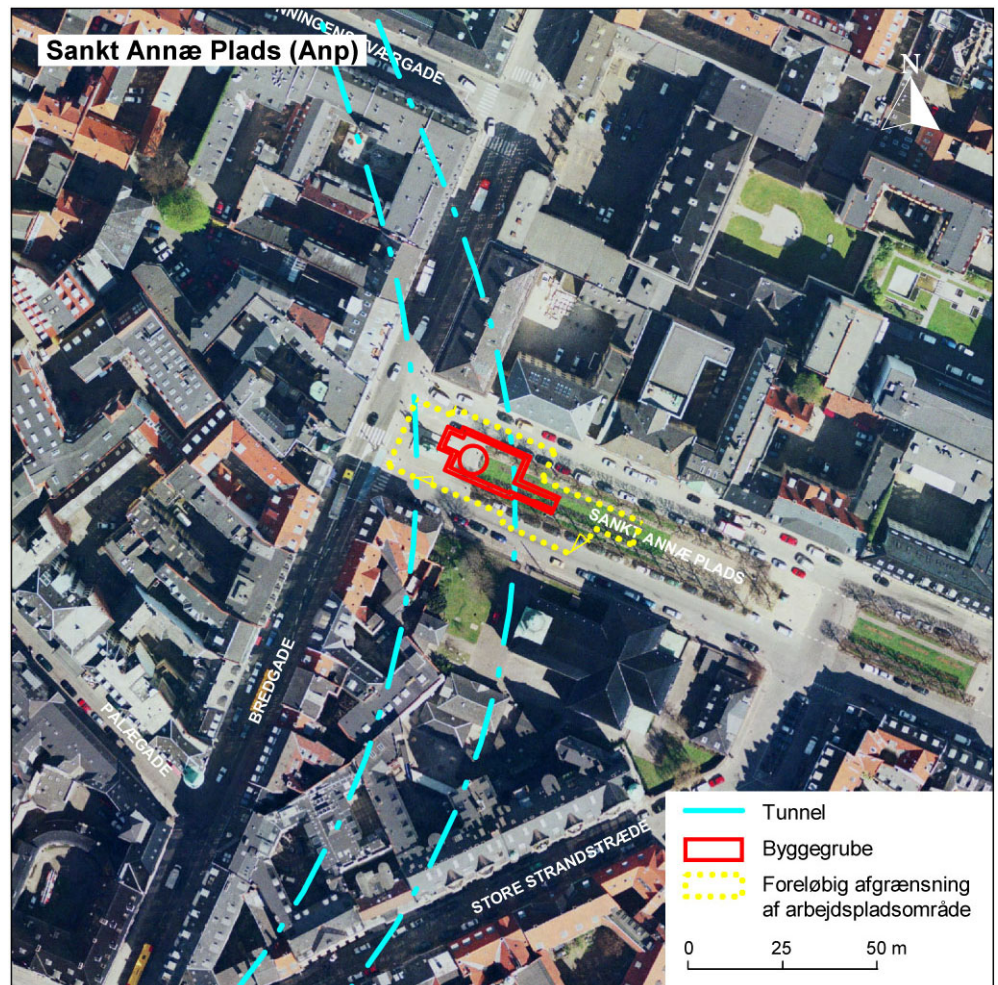 NNINGENS TVÆRGADE
Sankt Annæ Plads (Anp)
N
SANKT ANNÆ PLADS
BREDGADE
PALÆGADE
STORE STRANDSTRÆDE
Tunnel
Byggegrube
Foreløbig afgrænsning
af arbejdspladsområde
0 25 50 m